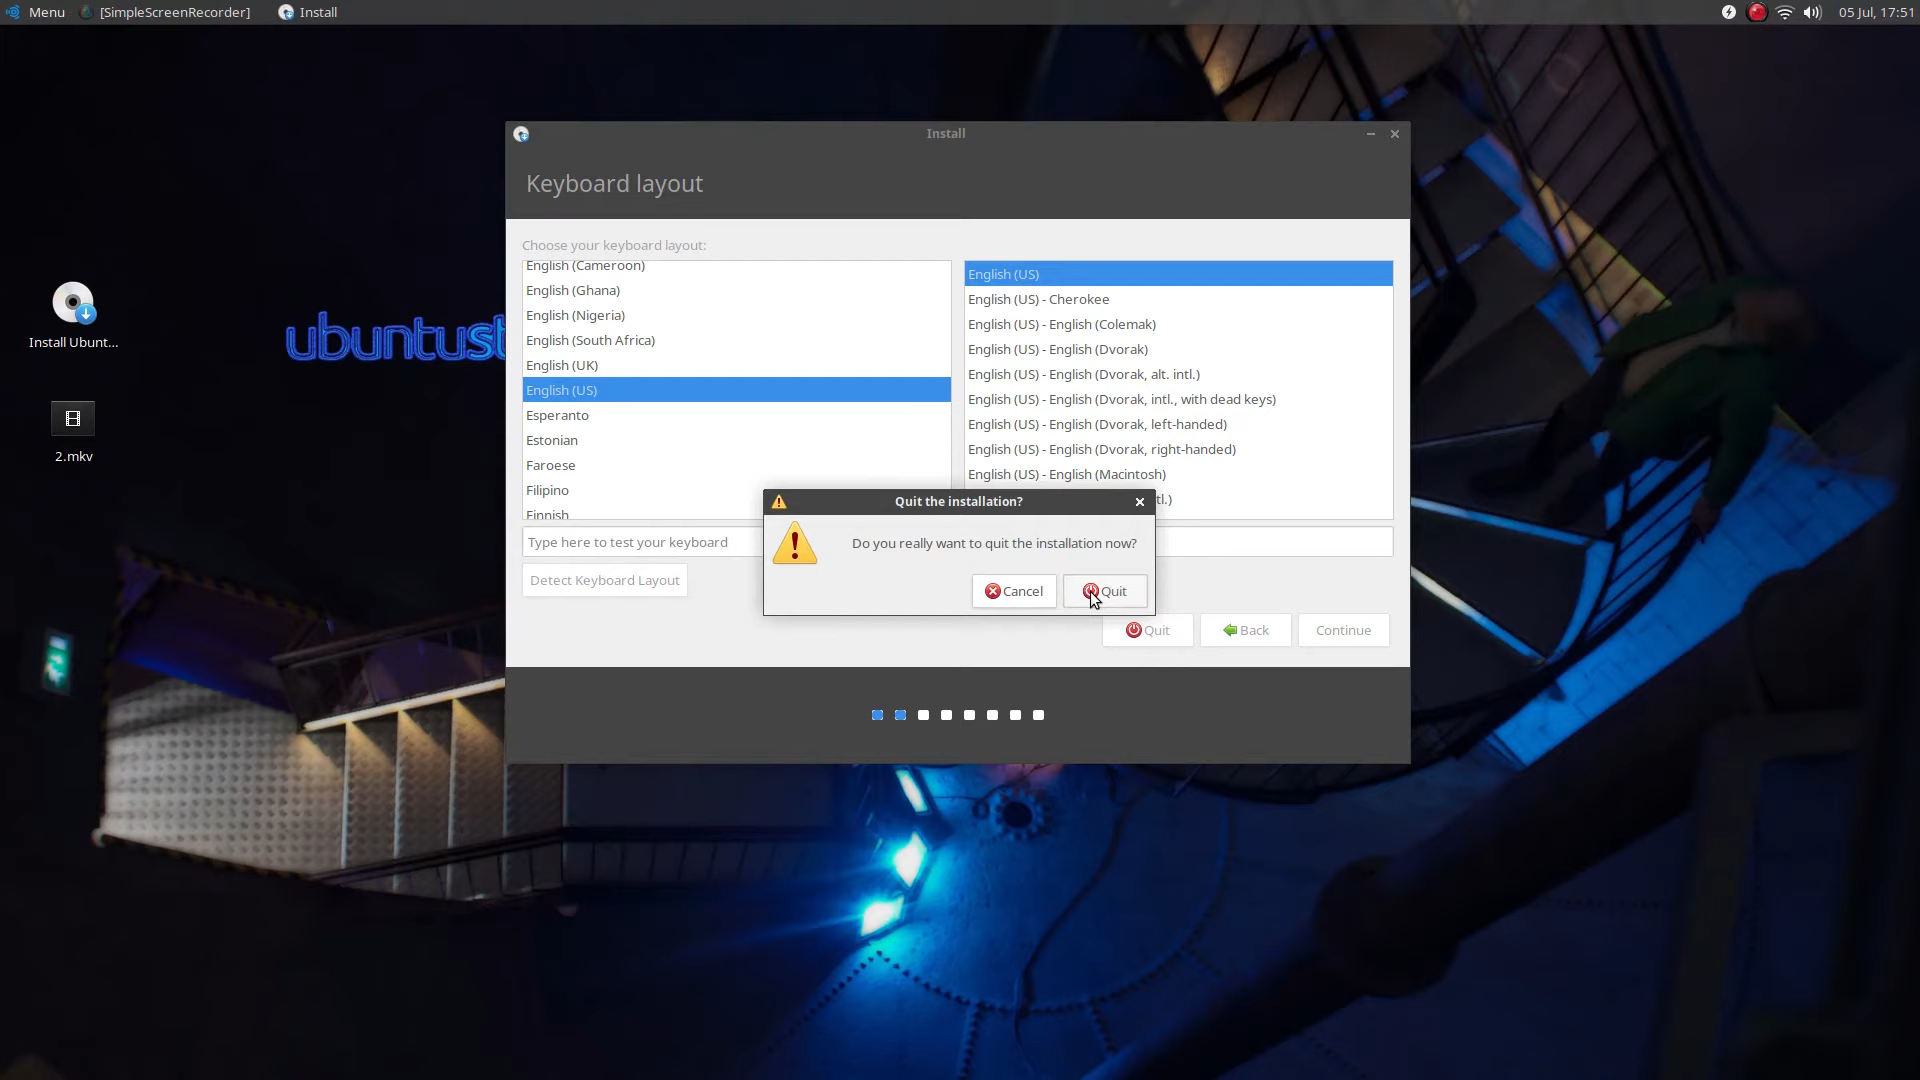 Menu
[SimpleScreenRecorder]
Install
05 Jul, 17:51
Install Ubunt...
2.mkv
ubuntust
Install
Keyboard layout
Choose your keyboard layout:
English (Cameroon)
English (Ghana)
English (Nigeria)
English (South Africa)
English (UK)
English (US)
Esperanto
Estonian
Faroese
Filipino
Finnish
English (US)
English (US) - Cherokee
English (US) - English (Colemak)
English (US) - English (Dvorak)
English (US) - English (Dvorak, alt. intl.)
English (US) - English (Dvorak, intl., with dead keys)
English (US) - English (Dvorak, left-handed)
English (US) - English (Dvorak, right-handed)
English (US) - English (Macintosh)
tl.)
Type here to test your keyboard
Detect Keyboard Layout
Quit the installation?
Do you really want to quit the installation now?
Cancel
Quit
Quit
Back
Continue